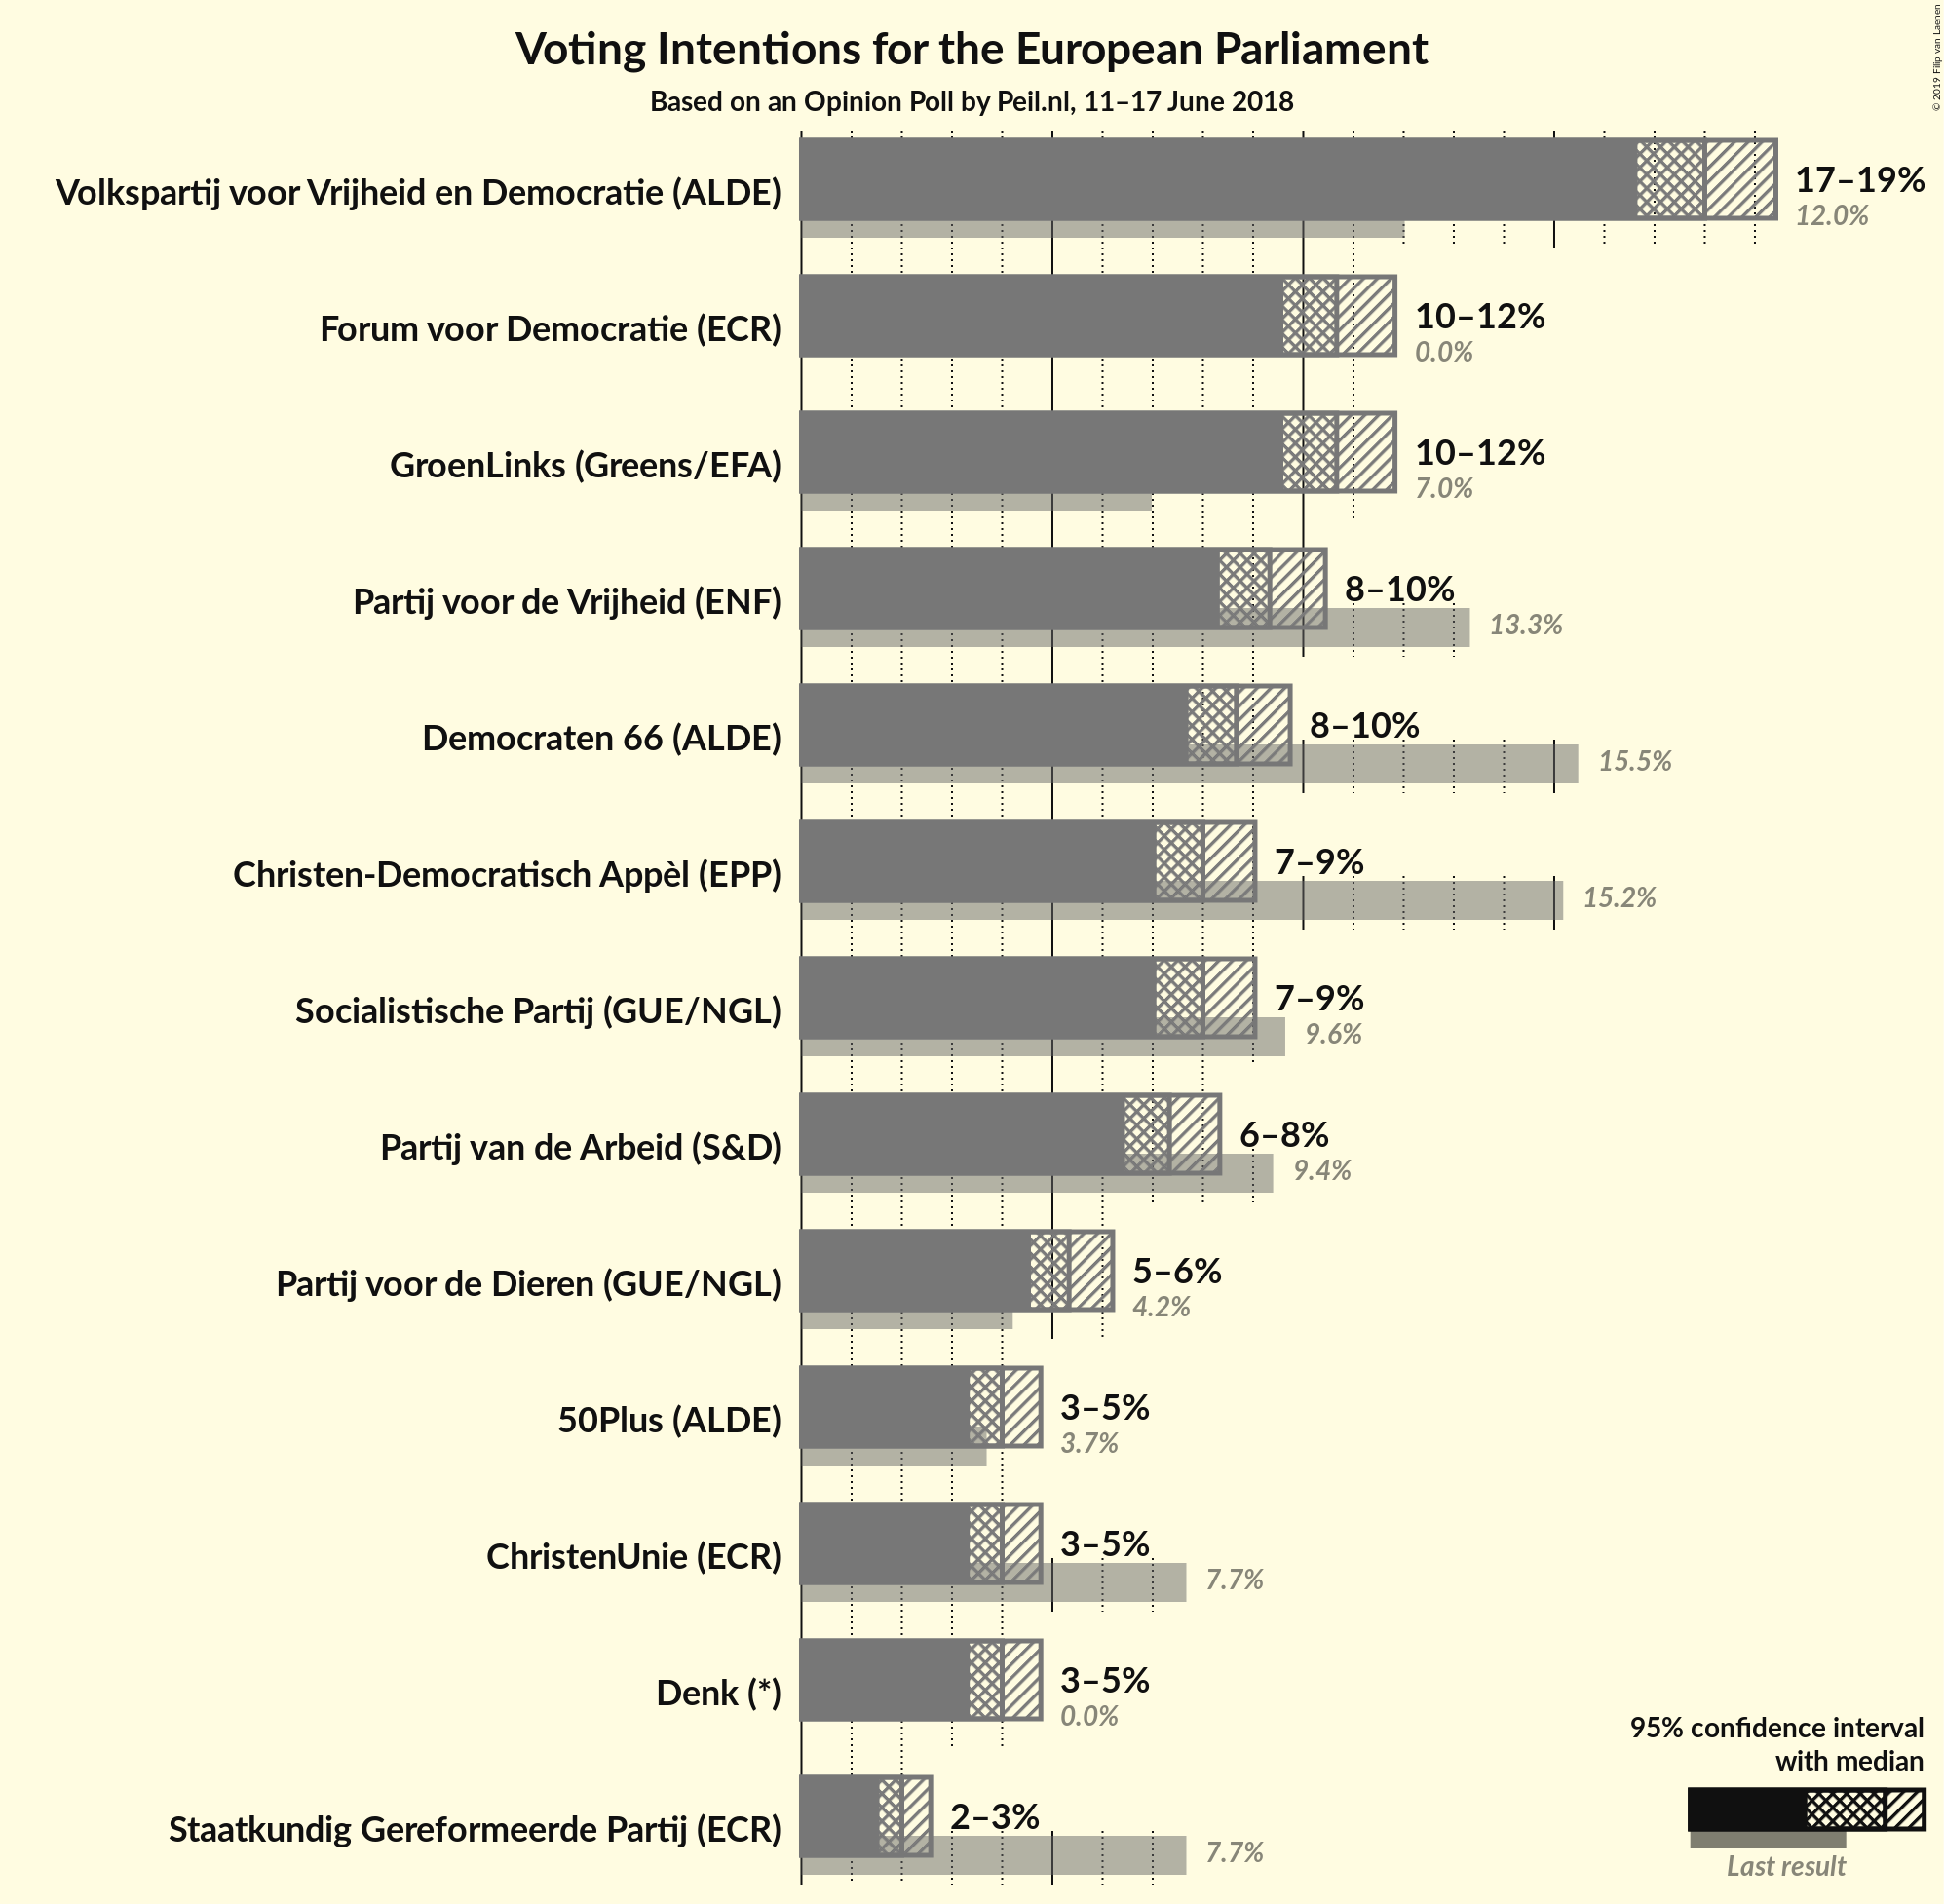 Voting Intentions for the European Parliament
Based on an Opinion Poll by Peil.nl, 11–17 June 2018
© 2019 Filip van Laenen
Volkspartij voor Vrijheid en Democratie (ALDE)
17–19%
12.0%
Forum voor Democratie (ECR)
10–12%
0.0%
GroenLinks (Greens/EFA)
10–12%
7.0%
Partij voor de Vrijheid (ENF)
8–10%
13.3%
Democraten 66 (ALDE)
8–10%
15.5%
Christen-Democratisch Appèl (EPP)
7–9%
15.2%
Socialistische Partij (GUE/NGL)
7–9%
9.6%
Partij van de Arbeid (S&D)
6–8%
9.4%
Partij voor de Dieren (GUE/NGL)
5–6%
4.2%
50Plus (ALDE)
3–5%
3.7%
ChristenUnie (ECR)
3–5%
7.7%
Denk (*)
3–5%
0.0%
Staatkundig Gereformeerde Partij (ECR)
2–3%
7.7%
95% confidence interval
with median
Last result